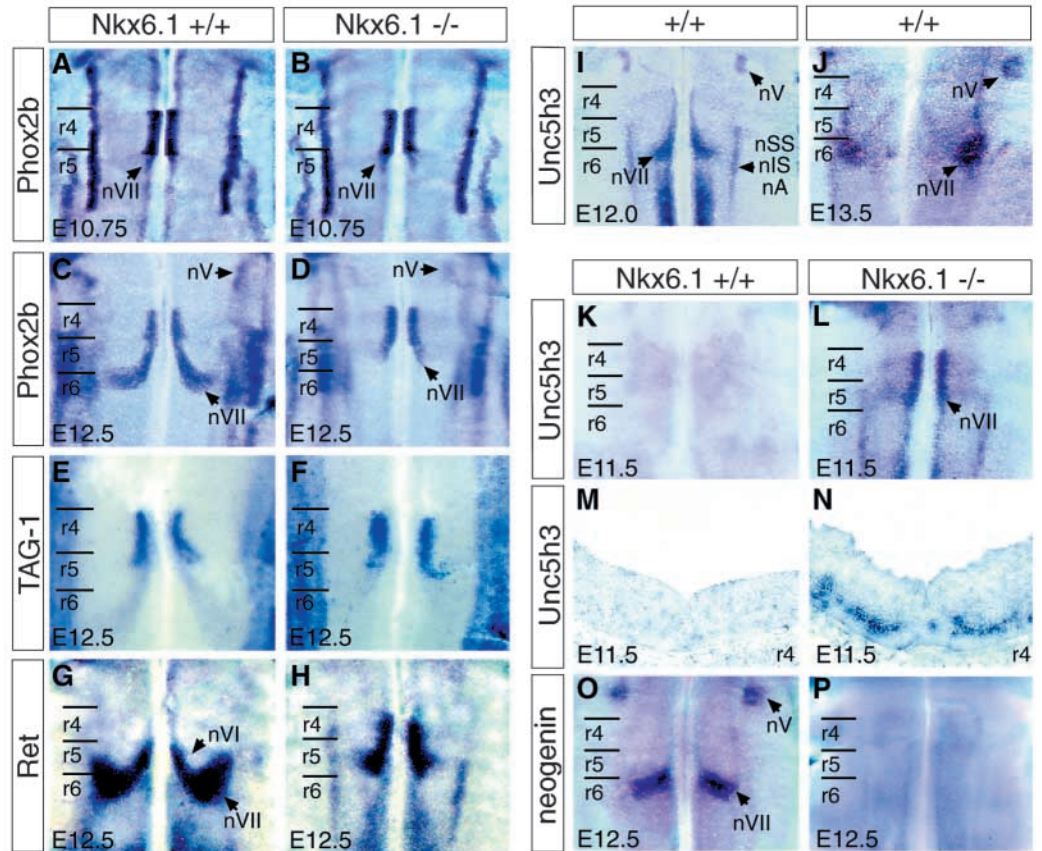 Nkx6.1 +/+
Nkx6.1 -/-
Phox2b
A
r4
r5
nVII
E10.75
B
r4
r5
nVII
E10.75
Phox2b
C
nV
r4
r5
r6
nVII
E12.5
D
nV
r4
r5
r6
nVII
E12.5
TAG-1
E
r4
r5
r6
E12.5
F
r4
r5
r6
E12.5
Ret
G
r4
r5
r6
nVI
nVII
E12.5
H
r4
r5
r6
E12.5
+/+
+/+
Unc5h3
I
nV
r4
r5
r6
nVII
nSS
nIS
nA
E12.0
J
nV
r4
r5
r6
nVII
E13.5
Nkx6.1 +/+
Nkx6.1 -/-
Unc5h3
K
r4
r5
r6
E11.5
L
r4
r5
r6
nVII
E11.5
Unc5h3
M
E11.5
r4
N
E11.5
r4
neogenin
O
nV
r4
r5
r6
nVII
E12.5
P
r4
r5
r6
E12.5